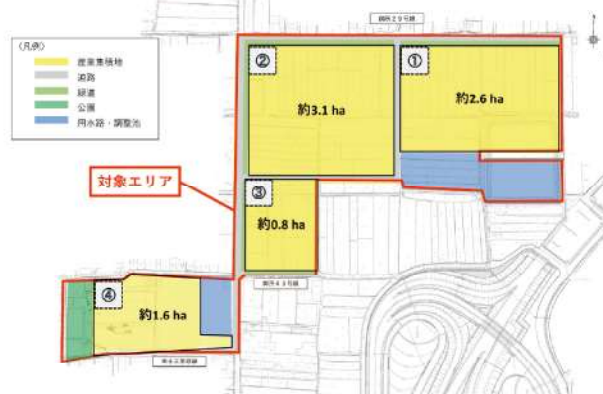 〈凡例〉
産業集積地
道路
緑道
公園
用水路・調整池
②
約3.1 ha
①
約2.6 ha
対象エリア
③
約0.8 ha
④
約1.6 ha